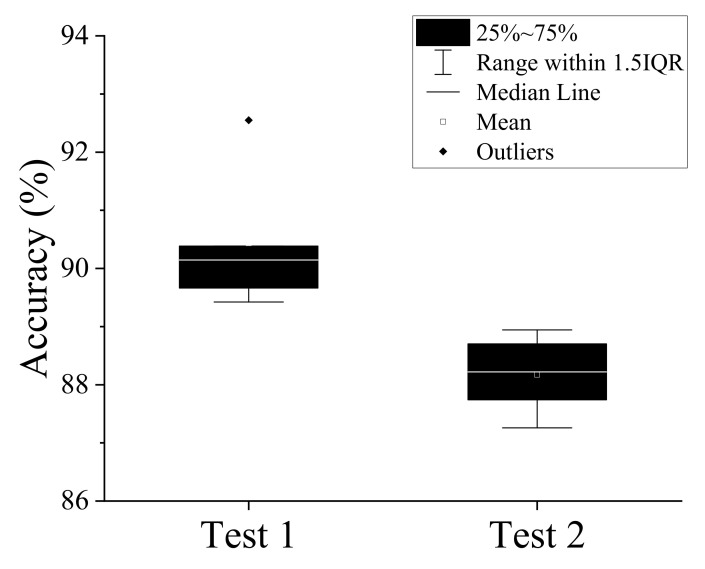 94
92
90
88
86
Accuracy (%)
25%~75%
Range within 1.5IQR
Median Line
Mean
Outliers
Test 1
Test 2